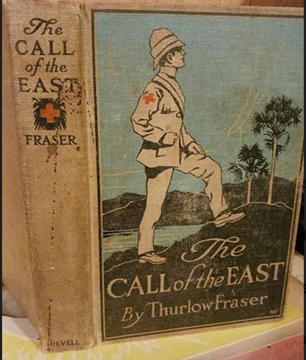 The
CALL
of the
EAST
FRASER
REVELL
The
CALL of the EAST
By Thurlow Fraser